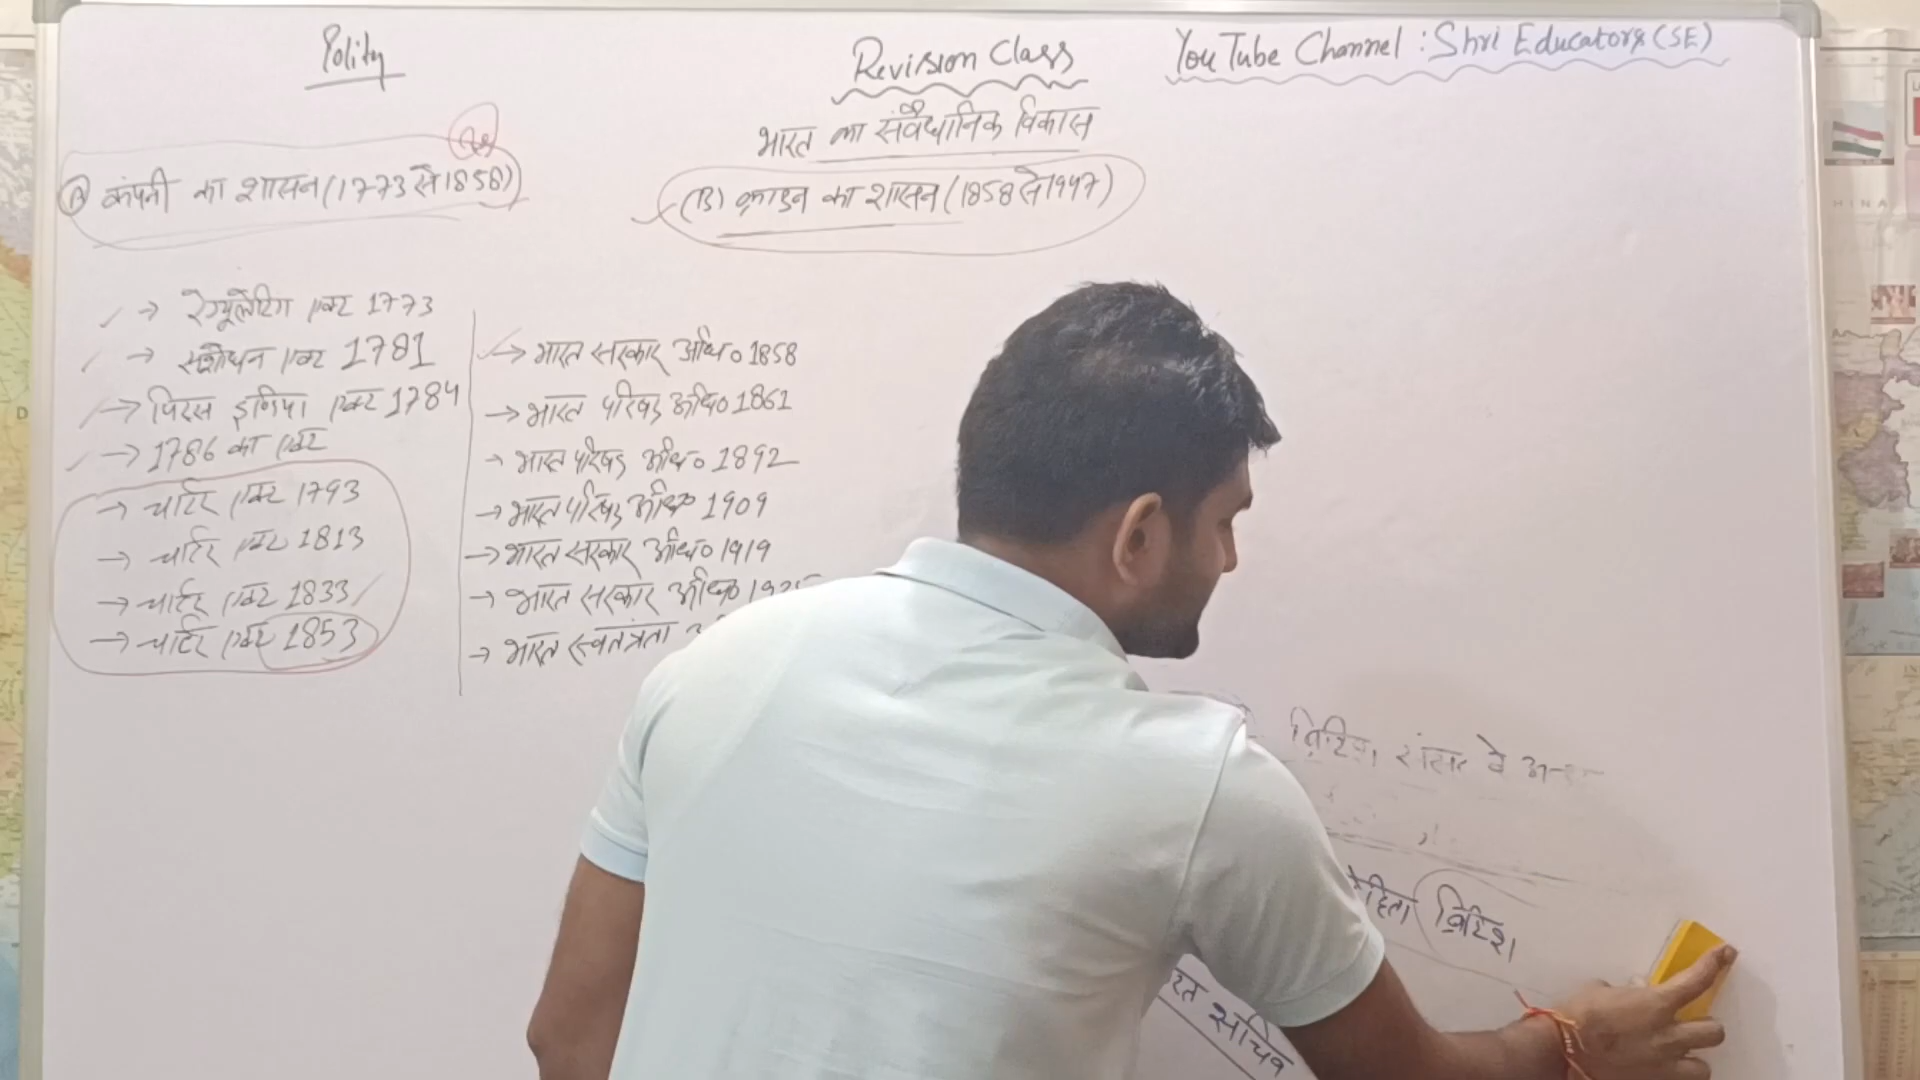 Polity
Revision Class
YouTube Channel : Shri Educators (SE)
भारत का संवैधानिक विकास
(A) कंपनी का शासन (1773 से 1858)
(B) क्राउन का शासन (1858 से 1947)
→ रेग्यूलेटिंग एक्ट 1773
→ संशोधन एक्ट 1781
→ पिट्स इण्डिया एक्ट 1784
→ 1786 का एक्ट
→ चार्टर एक्ट 1793
→ चार्टर एक्ट 1813
→ चार्टर एक्ट 1833
→ चार्टर एक्ट 1853
→ भारत सरकार अधि० 1858
→ भारत परिषद अधि० 1861
→ भारत परिषद अधि० 1892
→ भारत परिषद अधि० 1909
→ भारत सरकार अधि० 1919
→ भारत सरकार अधि०
→ भारत स्वतंत्रता
ब्रिटिश संसद के
ब्रिटिश
सचिव